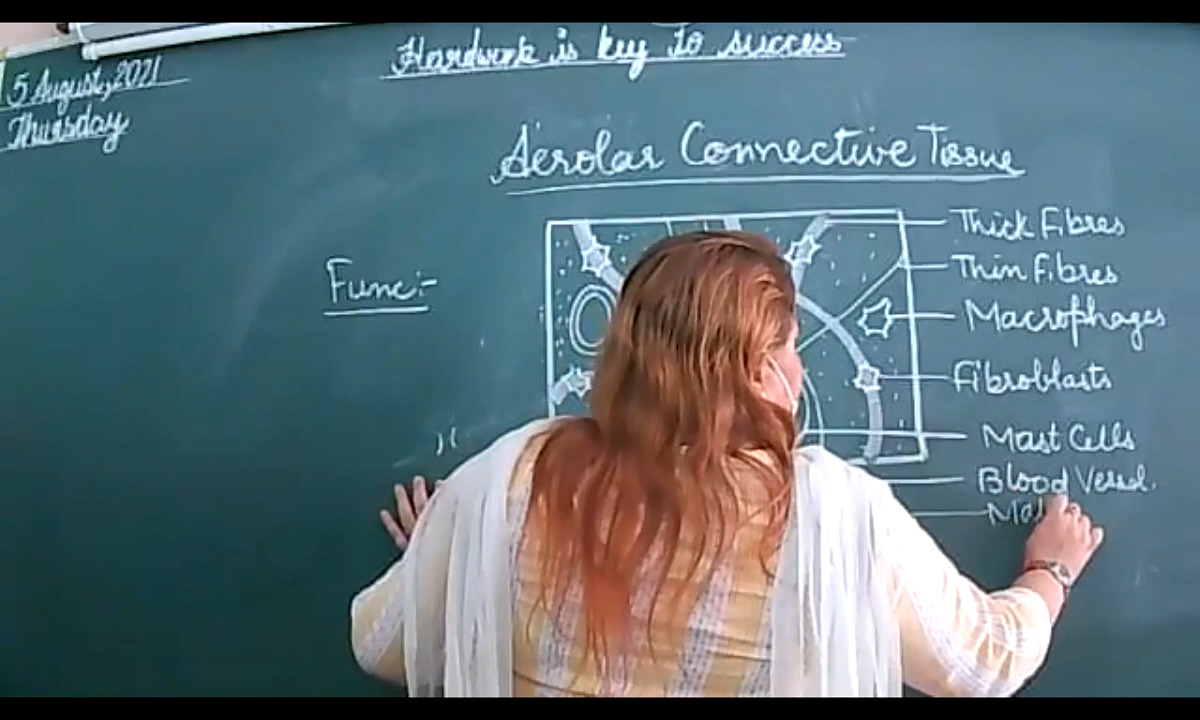 Hardwork is key to success
5 August, 2021
Thursday
Aerolar Connective Tissue
Func:-
Thick Fibres
Thin Fibres
Macrophages
Fibroblasts
Mast Cells
Blood Vessel.